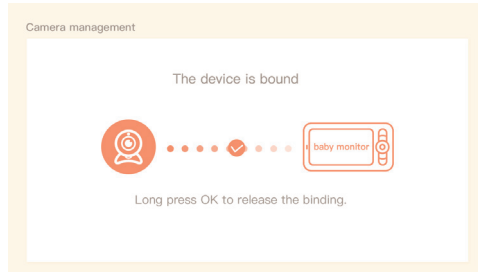 Camera management
The device is bound
baby monitor
Long press OK to release the binding.